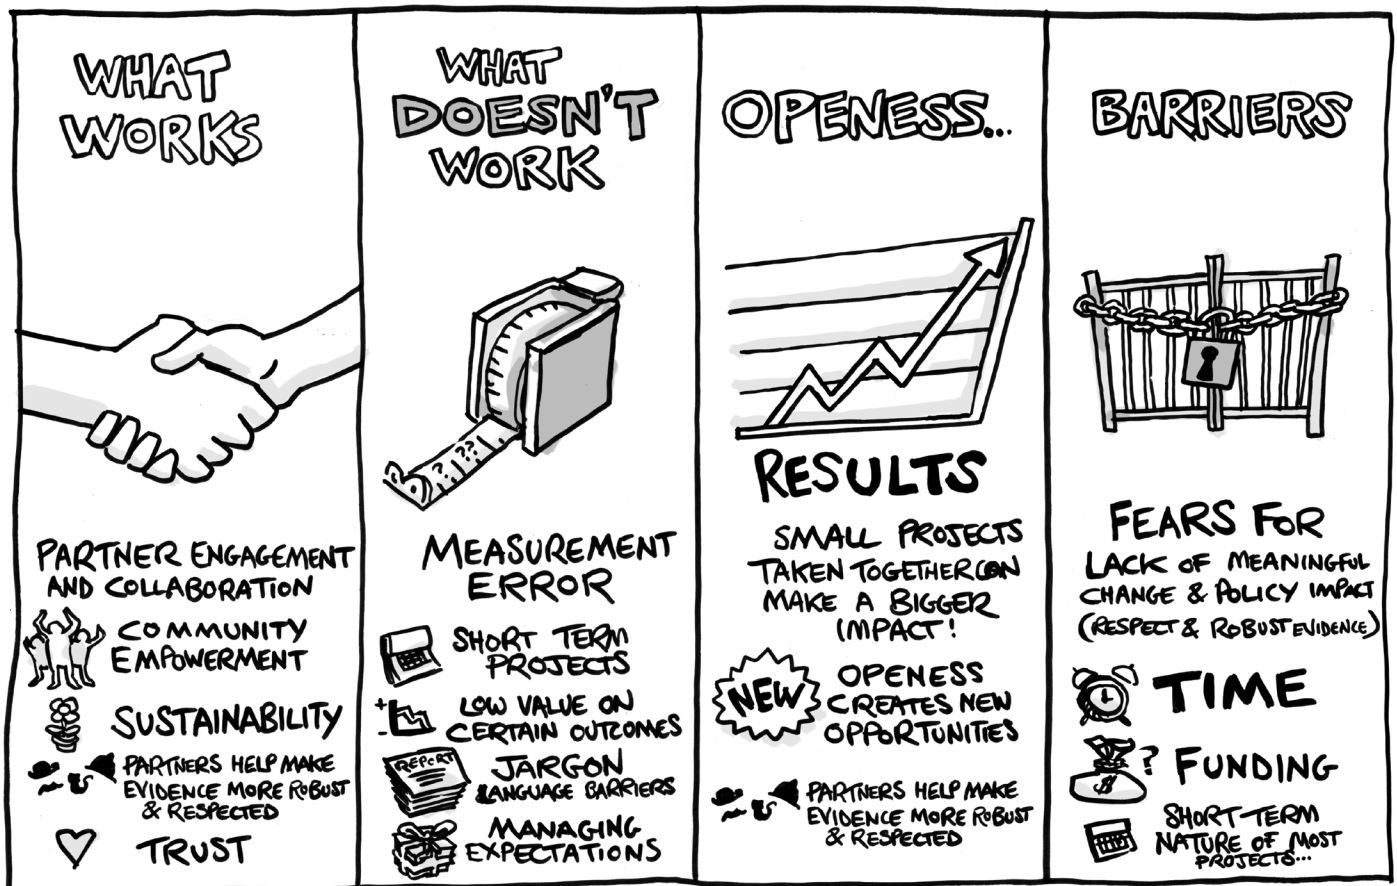 WHAT
WORKS
PARTNER ENGAGEMENT
AND COLLABORATION
COMMUNITY
EMPOWERMENT
SUSTAINABILITY
PARTNERS HELP MAKE
EVIDENCE MORE ROBUST
& RESPECTED
TRUST
WHAT
DOESN'T
WORK
? ??
MEASUREMENT
ERROR
SHORT TERM
PROJECTS
+
-
LOW VALUE ON
CERTAIN OUTCOMES
REPORT
JARGON
LANGUAGE BARRIERS
MANAGING
EXPECTATIONS
OPENESS...
RESULTS
SMALL PROJECTS
TAKEN TOGETHER CAN
MAKE A BIGGER
IMPACT!
NEW
OPENESS
CREATES NEW
OPPORTUNITIES
PARTNERS HELP MAKE
EVIDENCE MORE ROBUST
& RESPECTED
BARRIERS
FEARS FOR
LACK OF MEANINGFUL
CHANGE & POLICY IMPACT
(RESPECT & ROBUST EVIDENCE)
TIME
$
?
FUNDING
SHORT-TERM
NATURE OF MOST
PROJECTS...